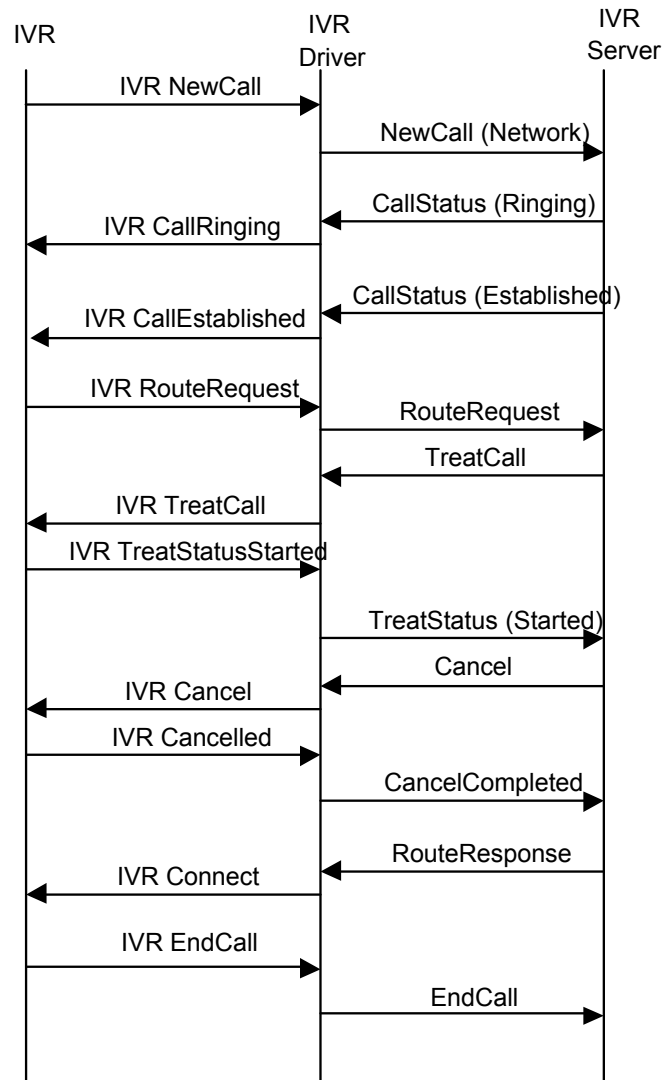 IVR
IVR
Driver
IVR
Server
IVR NewCall
NewCall (Network)
CallStatus (Ringing)
IVR CallRinging
CallStatus (Established)
IVR CallEstablished
IVR RouteRequest
RouteRequest
TreatCall
IVR TreatCall
IVR TreatStatusStarted
TreatStatus (Started)
Cancel
IVR Cancel
IVR Cancelled
CancelCompleted
RouteResponse
IVR Connect
IVR EndCall
EndCall